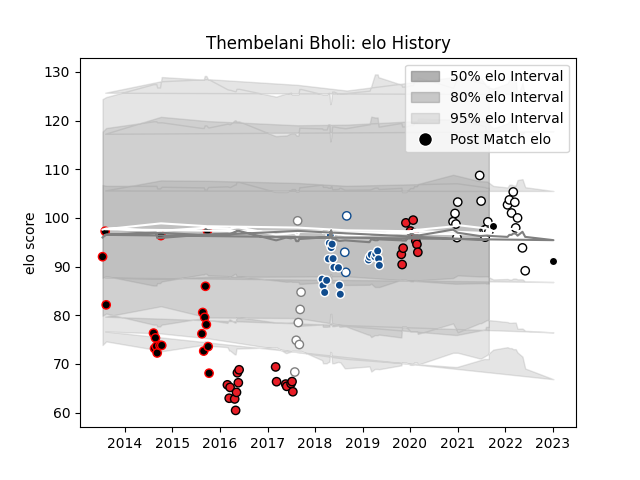 Thembelani Bholi: elo History
50% elo Interval
80% elo Interval
95% elo Interval
Post Match elo
elo score
130
120
110
100
90
80
70
60
2014 2015 2016 2017 2018 2019 2020 2021 2022 2023